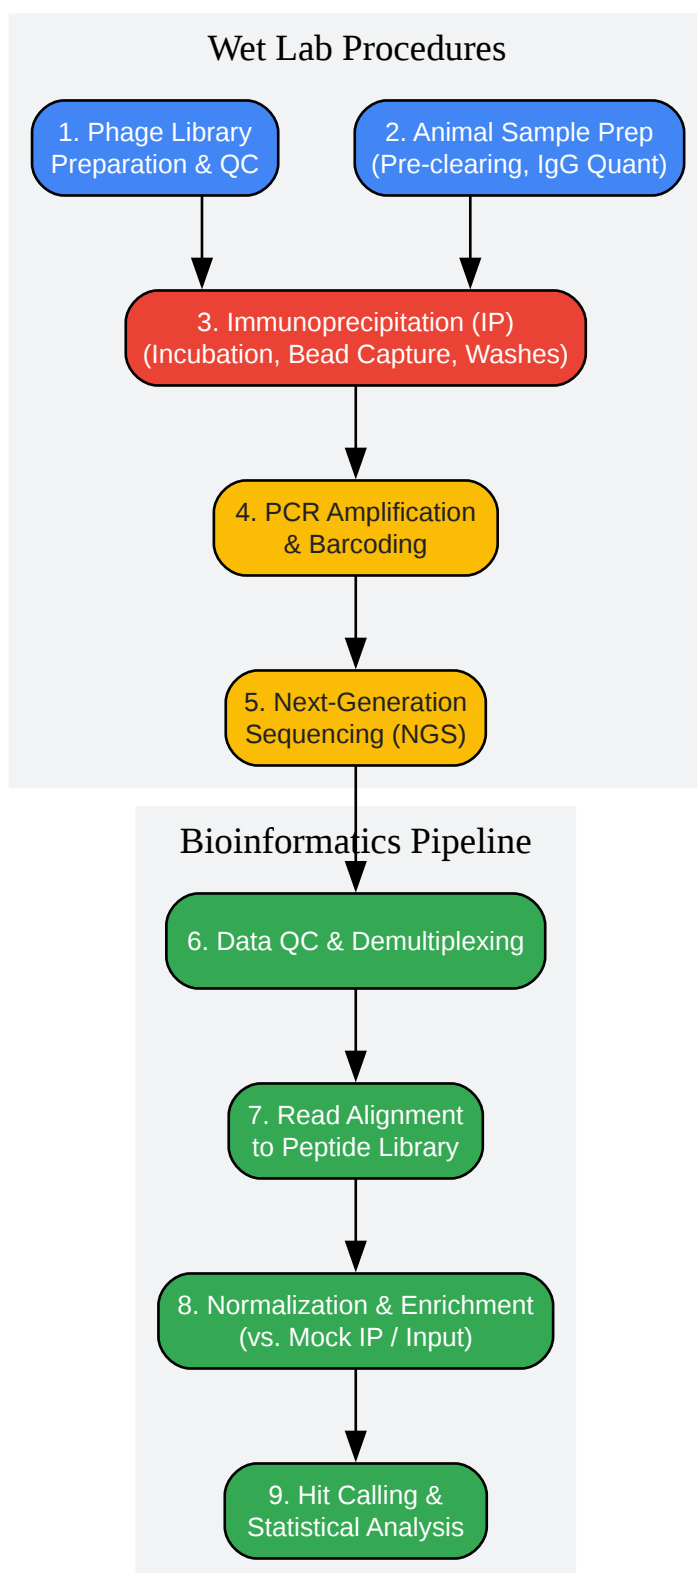 Wet Lab Procedures
1. Phage Library
Preparation & QC
2. Animal Sample Prep
(Pre-clearing, IgG Quant)
3. Immunoprecipitation (IP)
(Incubation, Bead Capture, Washes)
4. PCR Amplification
& Barcoding
5. Next-Generation
Sequencing (NGS)
Bioinformatics Pipeline
6. Data QC & Demultiplexing
7. Read Alignment
to Peptide Library
8. Normalization & Enrichment
(vs. Mock IP / Input)
9. Hit Calling &
Statistical Analysis